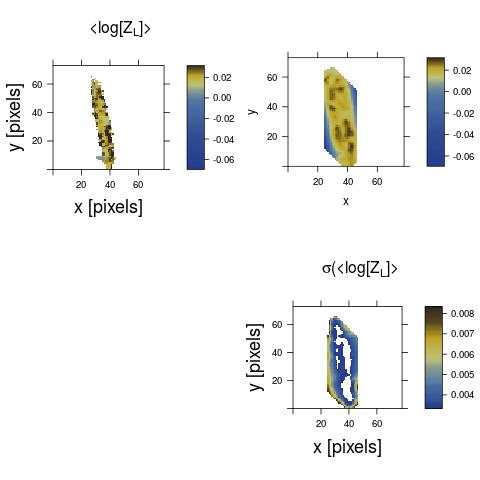 <log[Z_L]>
60
40
20
20 40 60
x [pixels]
y [pixels]
0.02
0.00
-0.02
-0.04
-0.06
60
40
20
20 40 60
x
y
0.02
0.00
-0.02
-0.04
-0.06
σ(<log[Z_L]>
60
40
20
20 40 60
x [pixels]
y [pixels]
0.008
0.007
0.006
0.005
0.004